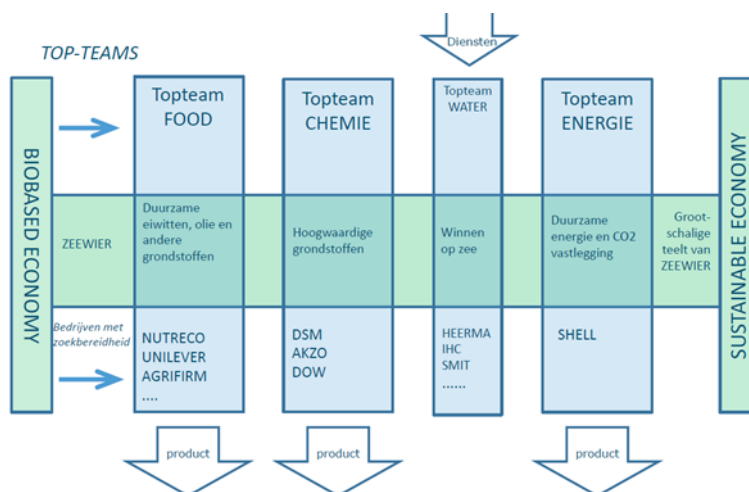 Diensten
TOP-TEAMS
BIOBASED ECONOMY
Topteam
FOOD
Topteam
CHEMIE
Topteam
WATER
Topteam
ENERGIE
SUSTAINABLE ECONOMY
ZEEWIER
Duurzame
eiwitten, olie en
andere
grondstoffen
Hoogwaardige
grondstoffen
Winnen
op zee
Duurzame
energie en CO2
vastlegging
Groot-
schalige
teelt van
ZEEWIER
Bedrijven met
zoekbereidheid
NUTRECO
UNILEVER
AGRIFIRM
....
DSM
AKZO
DOW
HEERMA
IHC
SMIT
......
SHELL
product
product
product